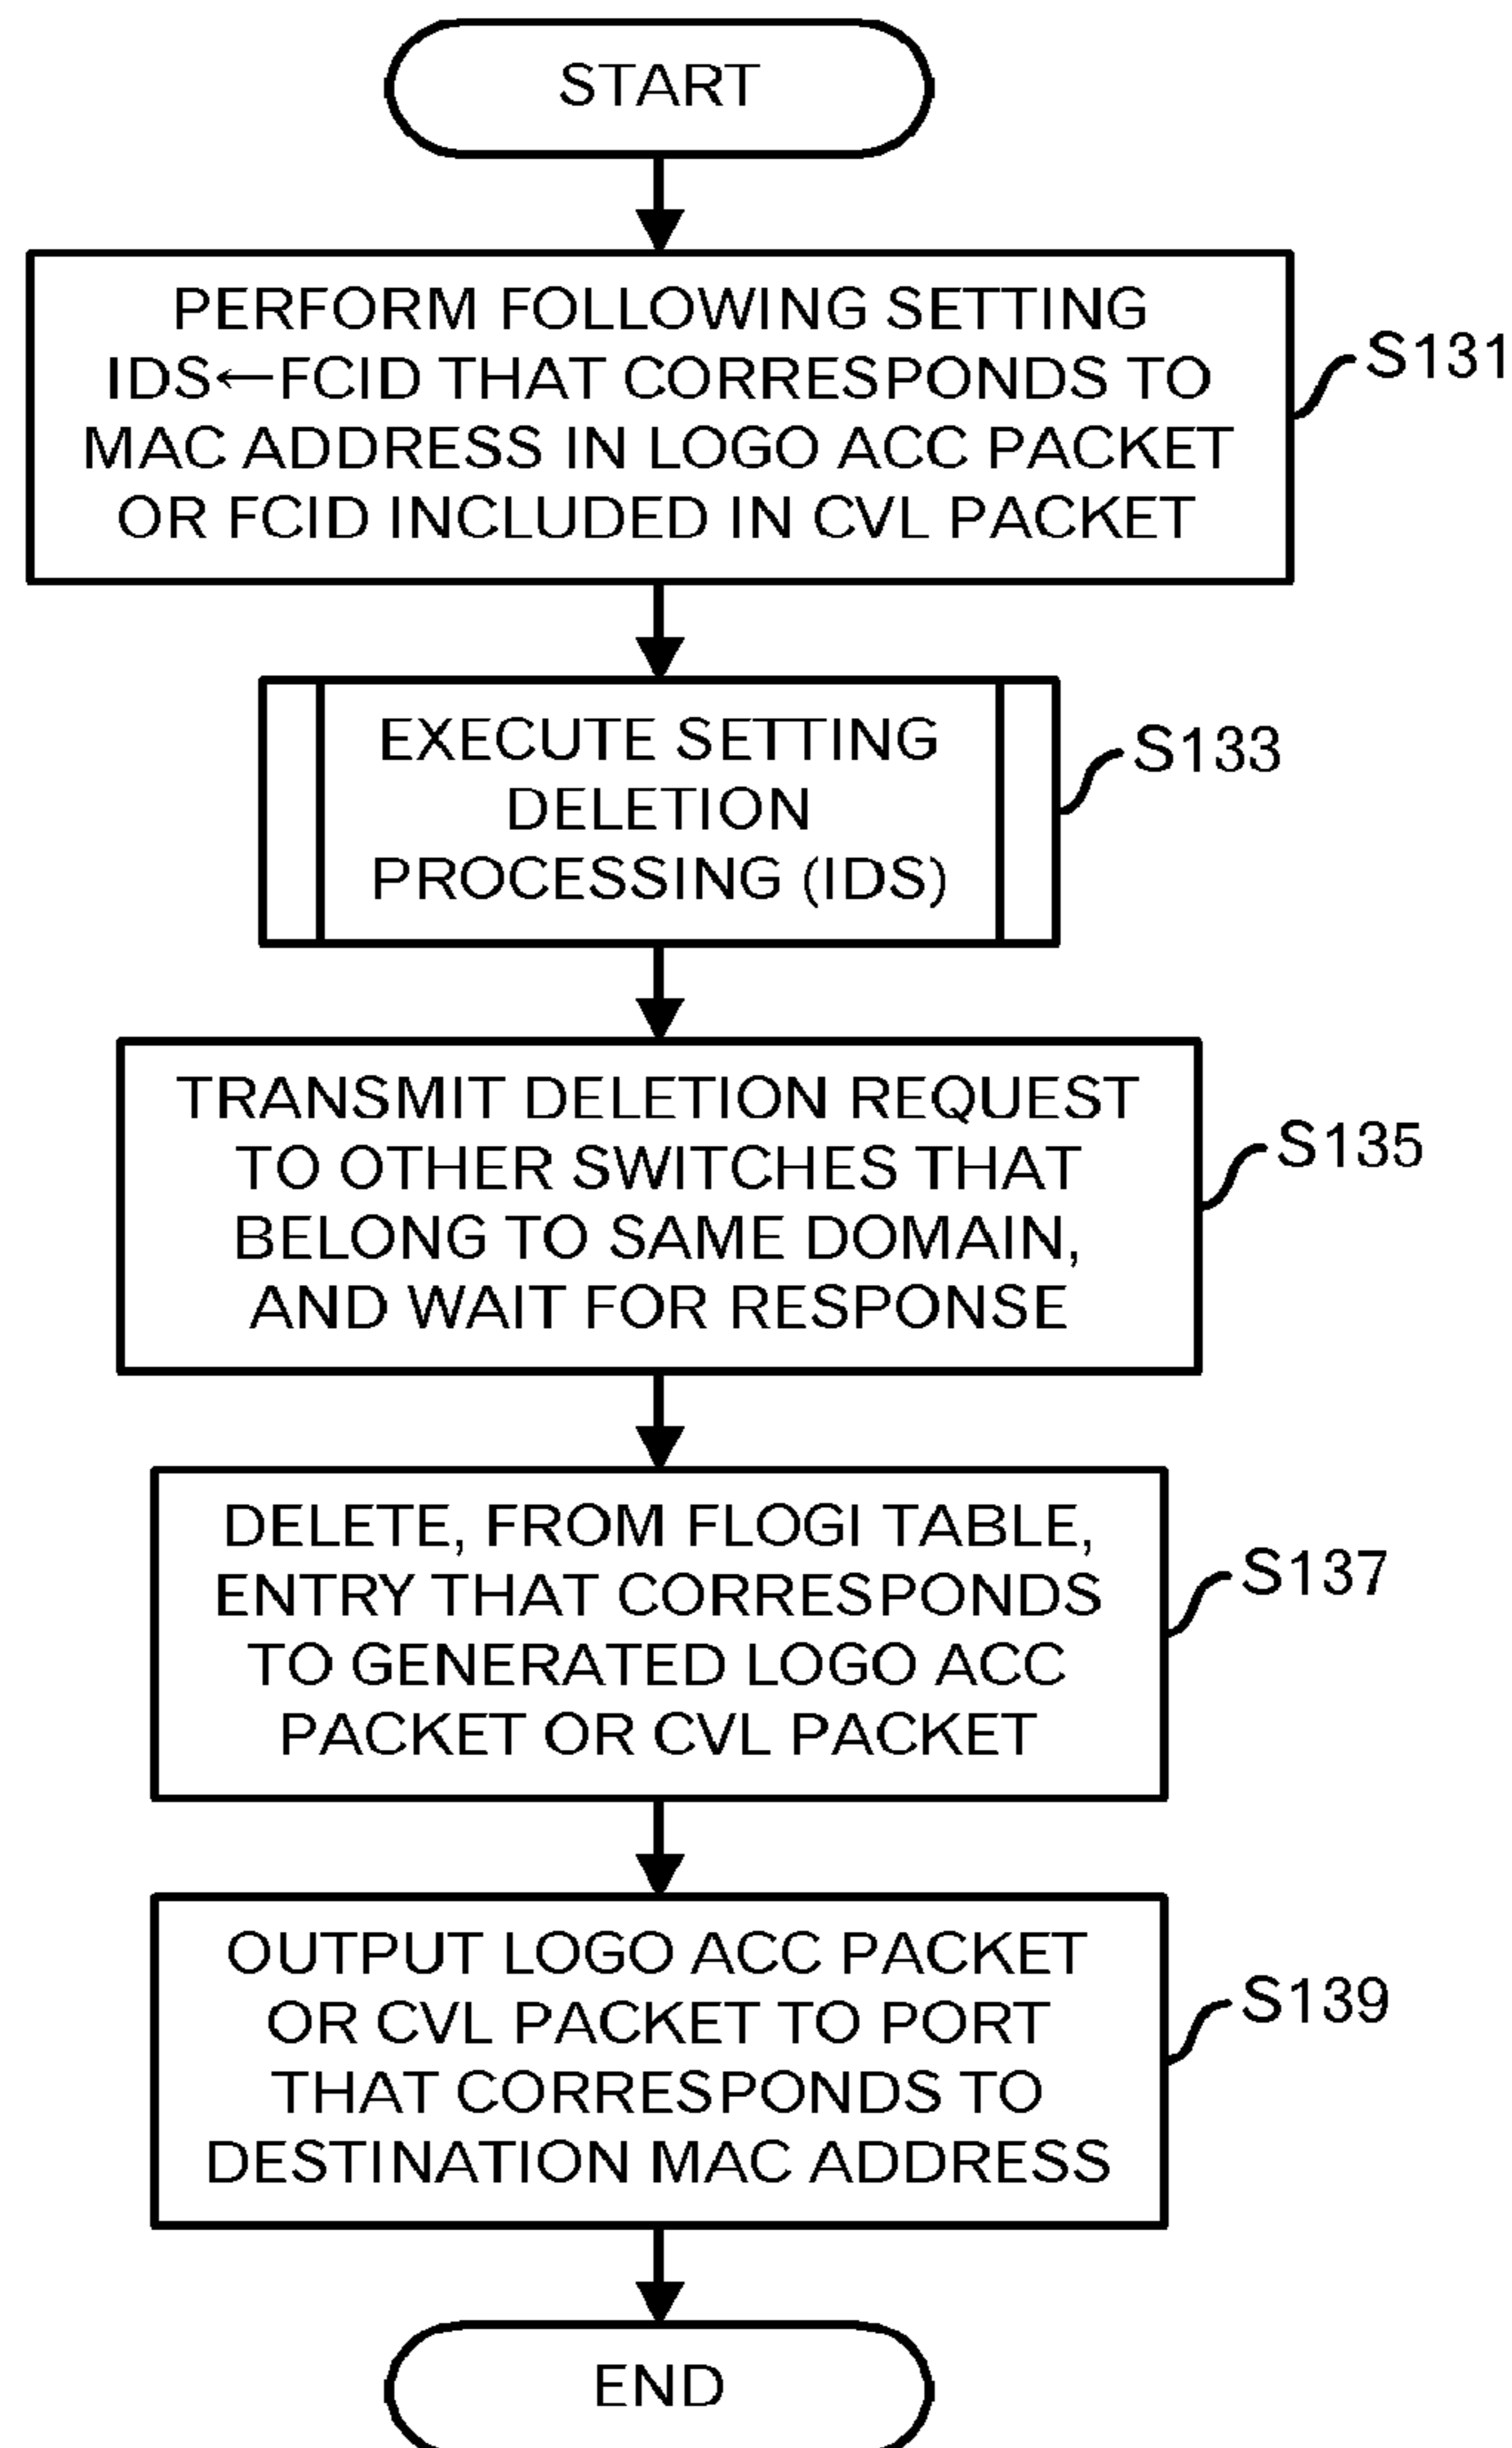 START
PERFORM FOLLOWING SETTING
IDS←FCID THAT CORRESPONDS TO
MAC ADDRESS IN LOGO ACC PACKET
OR FCID INCLUDED IN CVL PACKET
S131
EXECUTE SETTING
DELETION
PROCESSING (IDS)
S133
TRANSMIT DELETION REQUEST
TO OTHER SWITCHES THAT
BELONG TO SAME DOMAIN,
AND WAIT FOR RESPONSE
S135
DELETE, FROM FLOGI TABLE,
ENTRY THAT CORRESPONDS
TO GENERATED LOGO ACC
PACKET OR CVL PACKET
S137
OUTPUT LOGO ACC PACKET
OR CVL PACKET TO PORT
THAT CORRESPONDS TO
DESTINATION MAC ADDRESS
S139
END